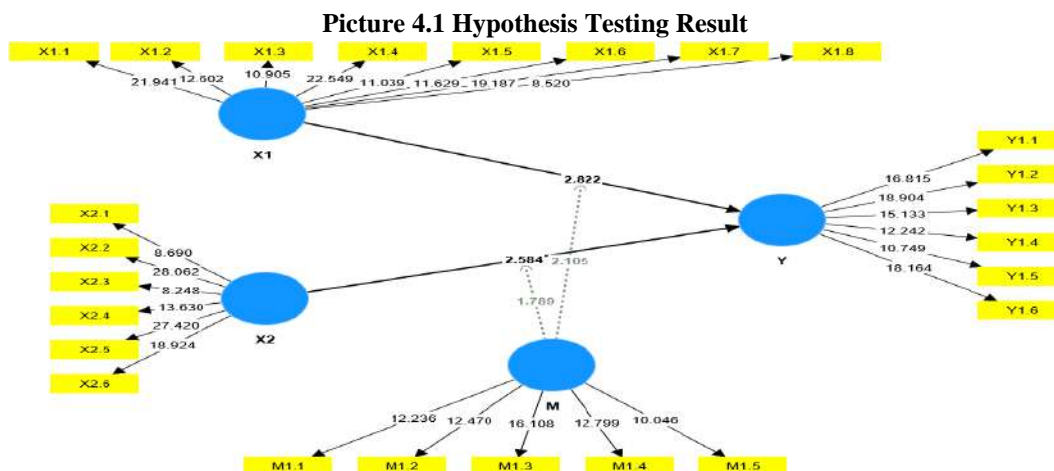 Picture 4.1 Hypothesis Testing Result
X1.1 X1.2 X1.3 X1.4 X1.5 X1.6 X1.7 X1.8
21.941 12.602 10.905 22.549 11.039 11.629 19.187 8.520
X1
2.822
Y1.1
Y1.2
Y1.3
Y1.4
Y1.5
Y1.6
16.815
18.904
15.133
12.242
10.749
18.164
Y
X2.1
X2.2
X2.3
X2.4
X2.5
X2.6
8.690
28.062
8.248
13.630
27.420
18.924
X2
2.584 2.105
1.789
M
12.236 12.470 16.108 12.799 10.046
M1.1 M1.2 M1.3 M1.4 M1.5